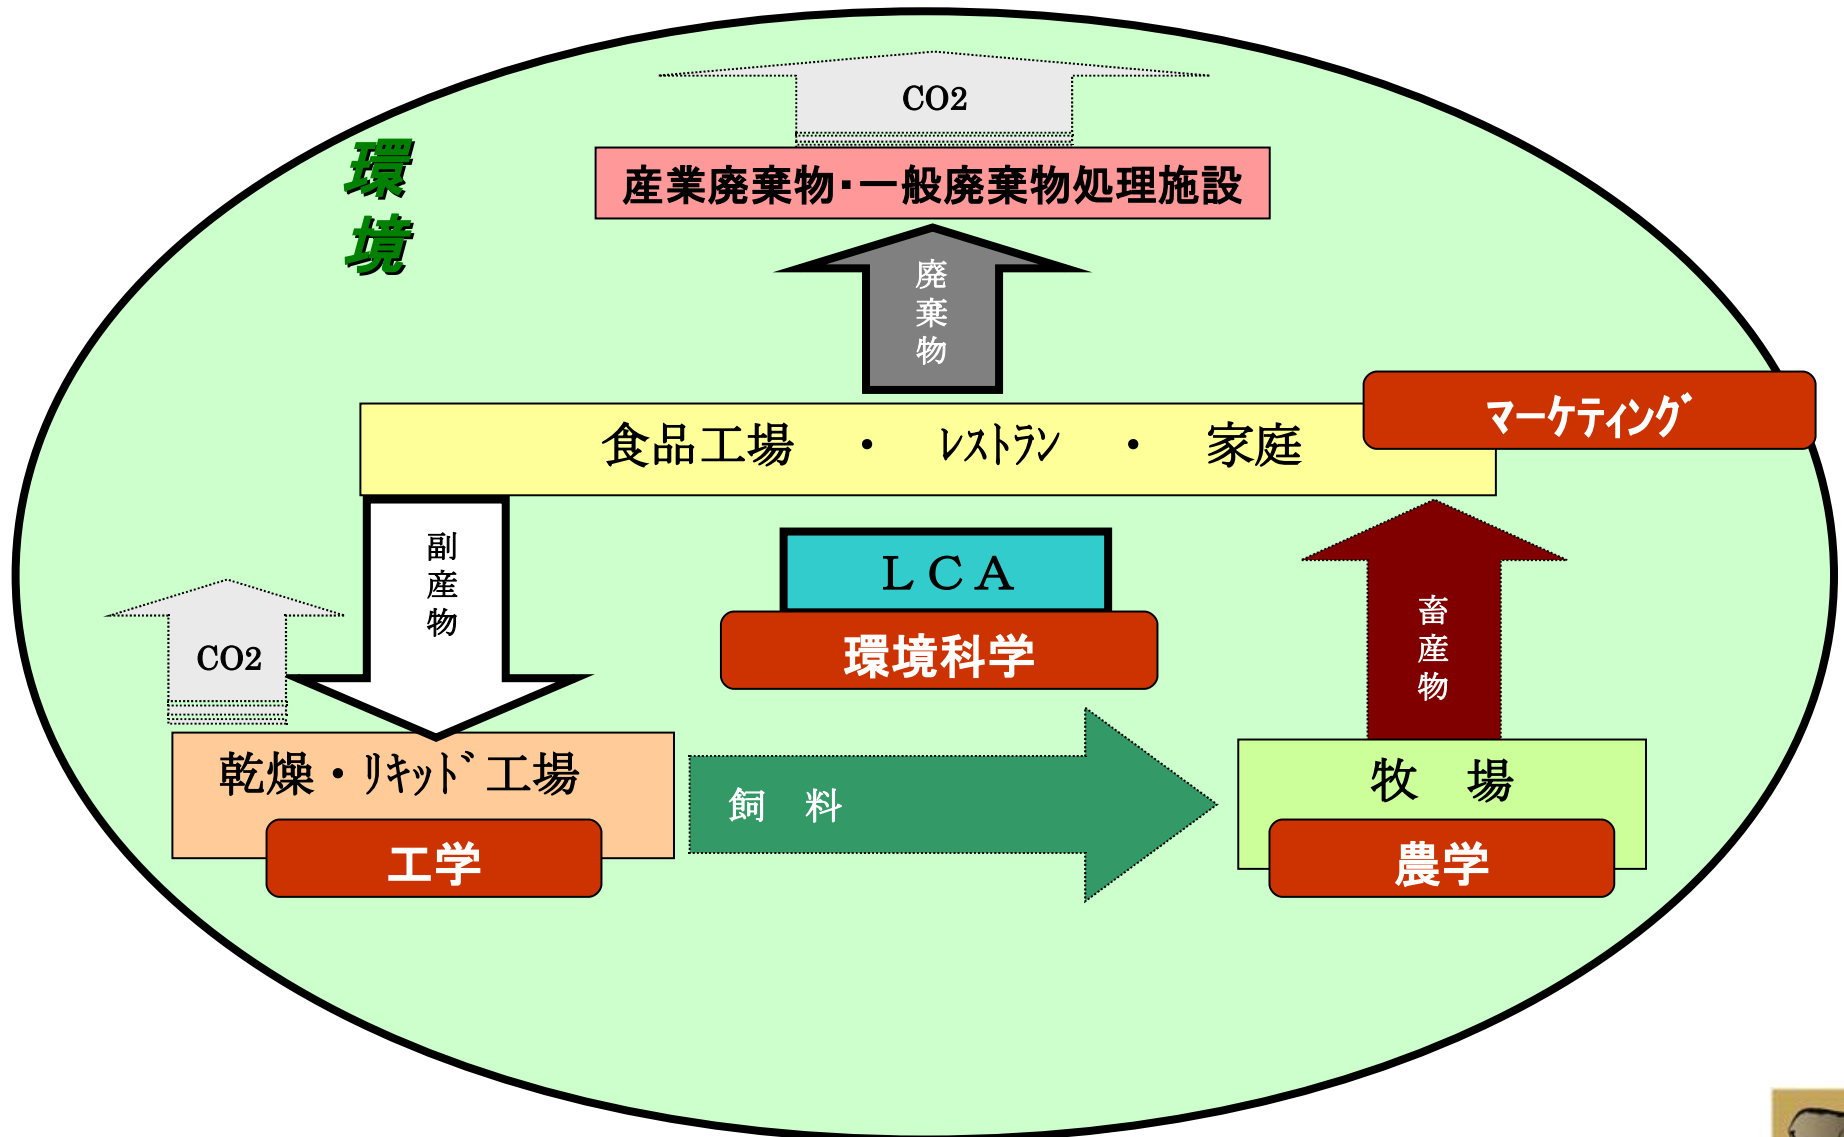 CO2
環
境
産業廃棄物・一般廃棄物処理施設
廃
棄
物
マーケティング
食品工場 ・ レストラン ・ 家庭
副
産
物
LCA
環境科学
CO2
畜
産
物
乾燥・リキッド工場
工学
飼 料
牧 場
農学